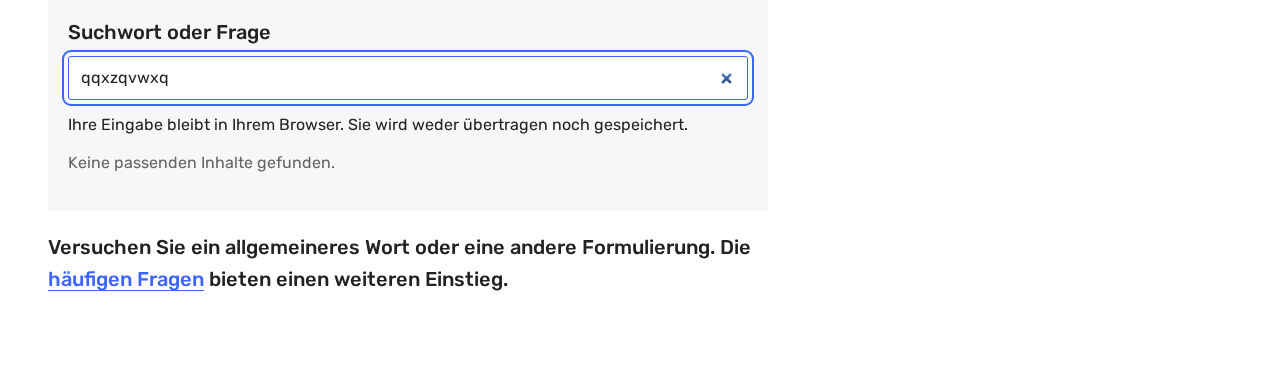 Suchwort oder Frage
qqxzqvwxq
Ihre Eingabe bleibt in Ihrem Browser. Sie wird weder übertragen noch gespeichert.
Keine passenden Inhalte gefunden.
Versuchen Sie ein allgemeineres Wort oder eine andere Formulierung. Die
häufigen Fragen bieten einen weiteren Einstieg.